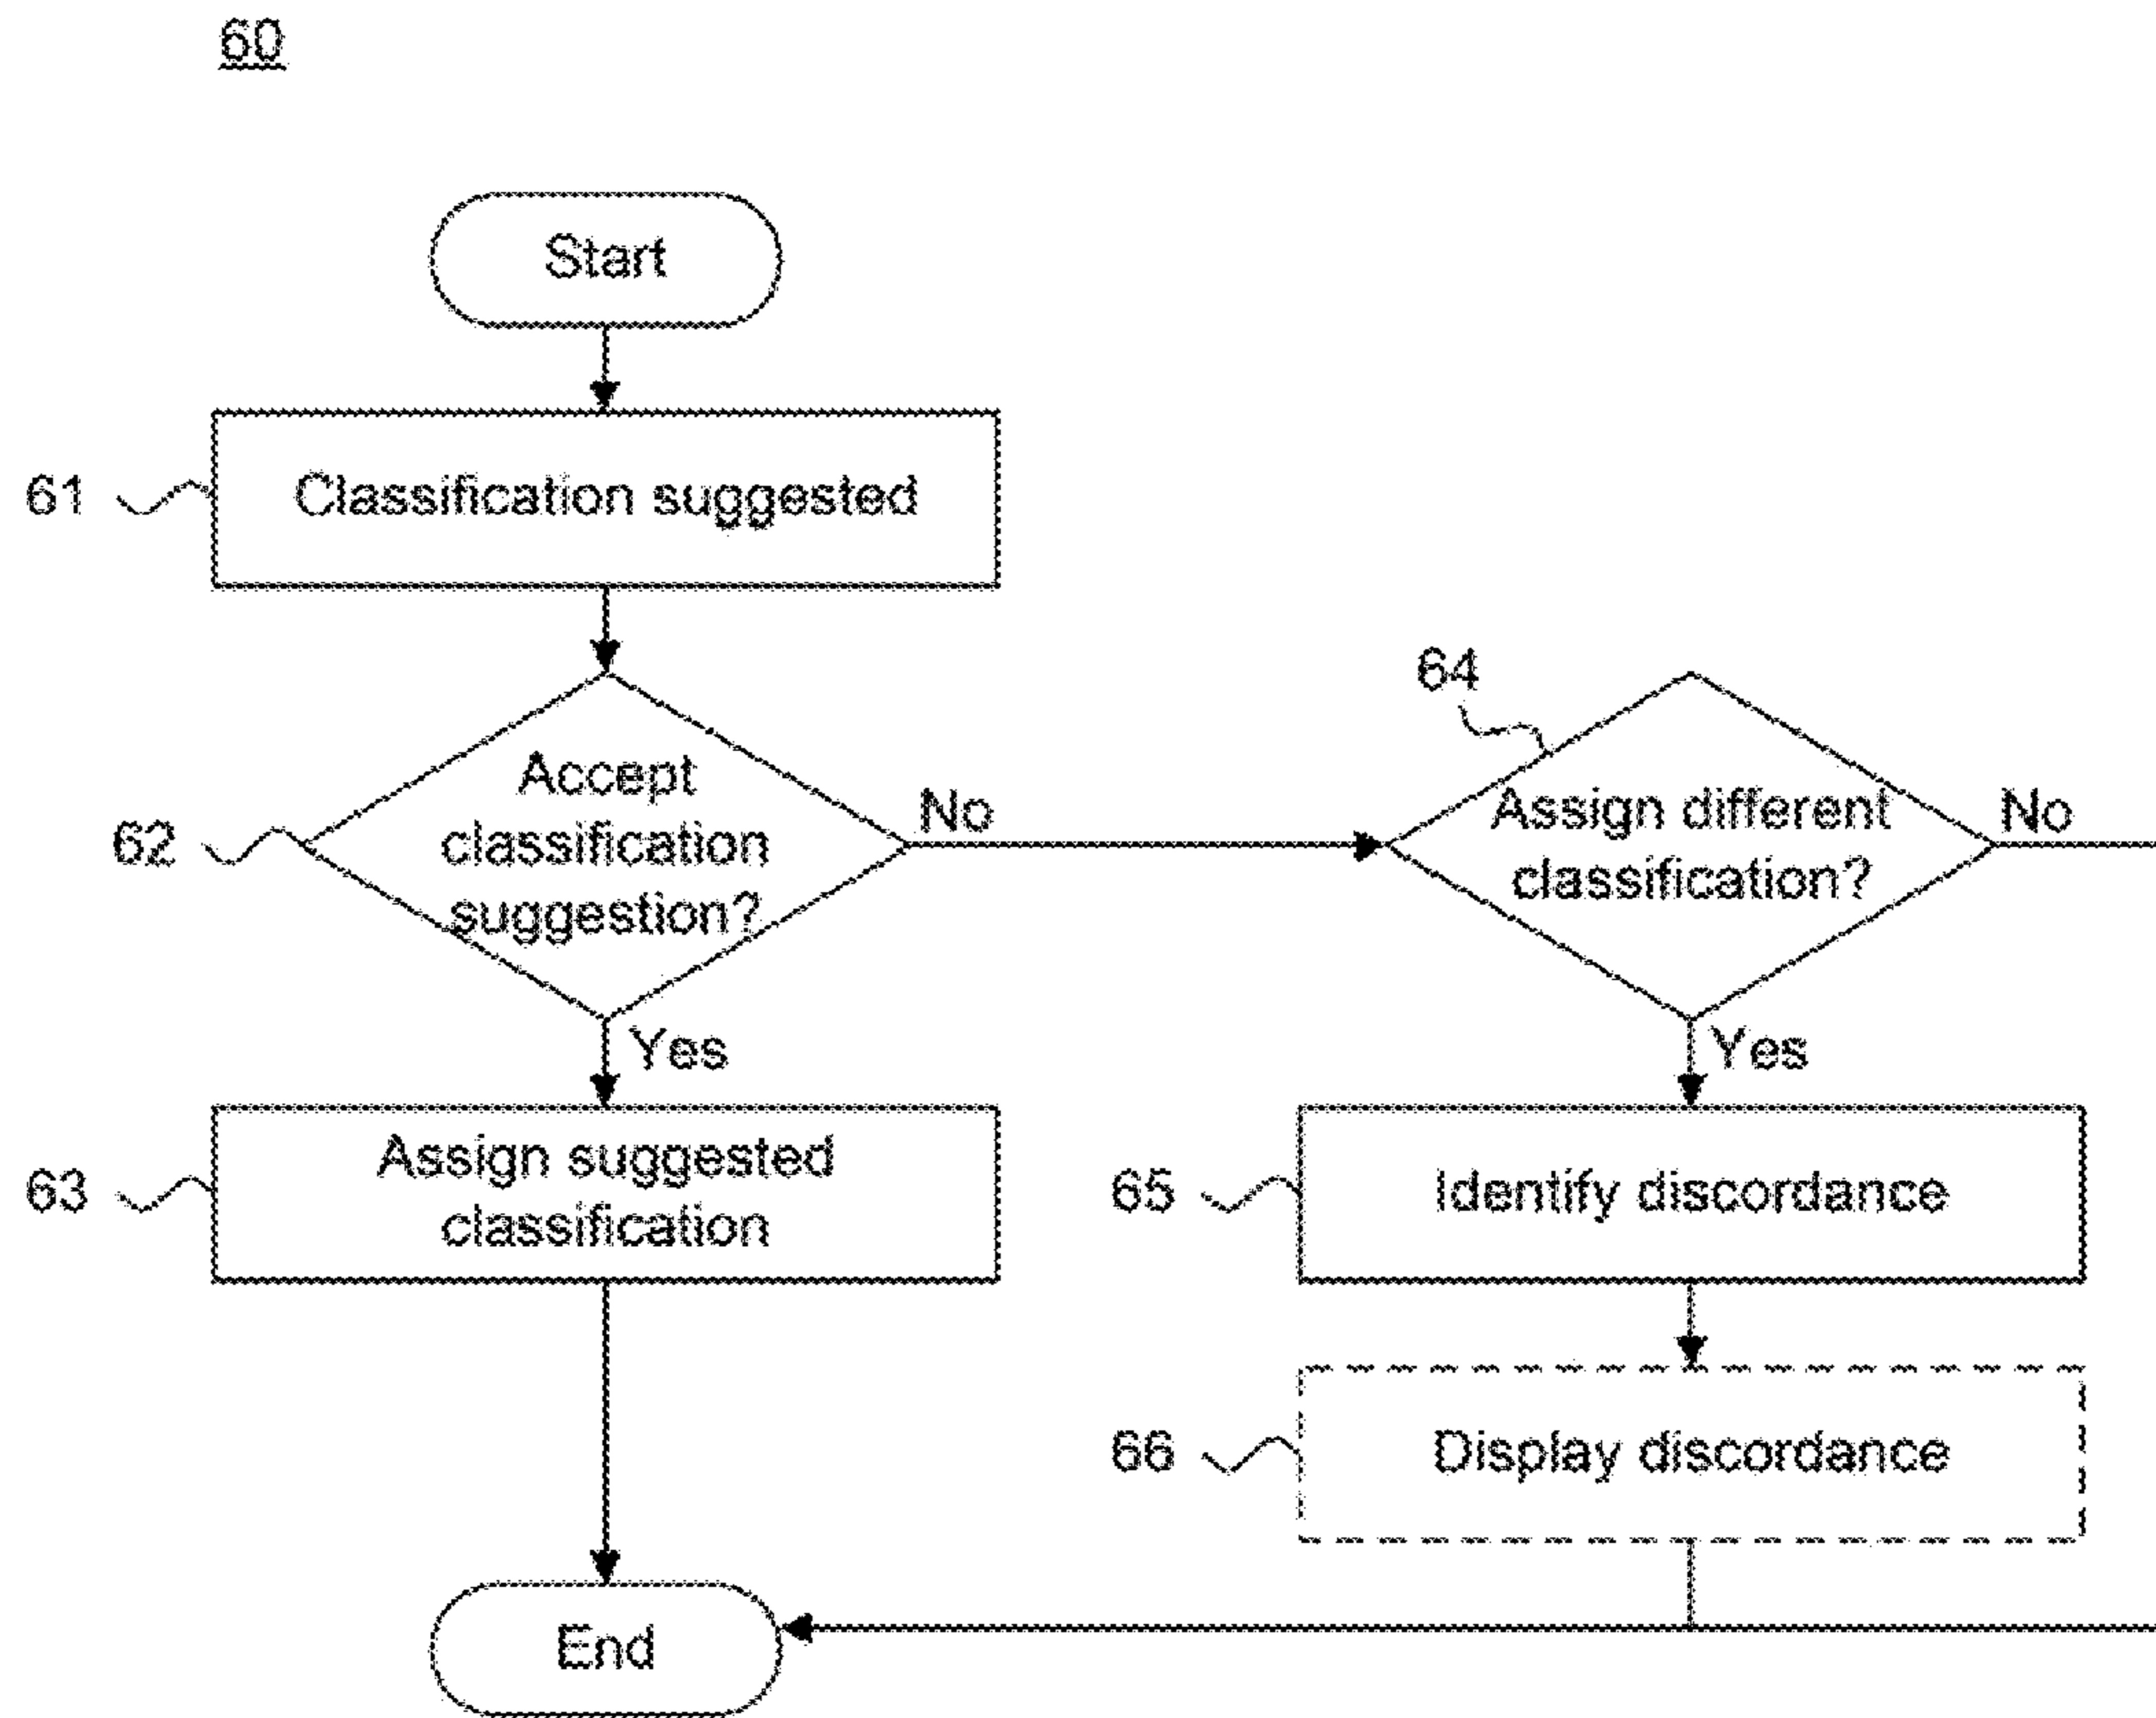 60
Start
61
Classification suggested
62
Accept
classification
suggestion?
No
64
Assign different
classification?
No
Yes
63
Assign suggested
classification
Yes
65
Identify discordance
66
Display discordance
End